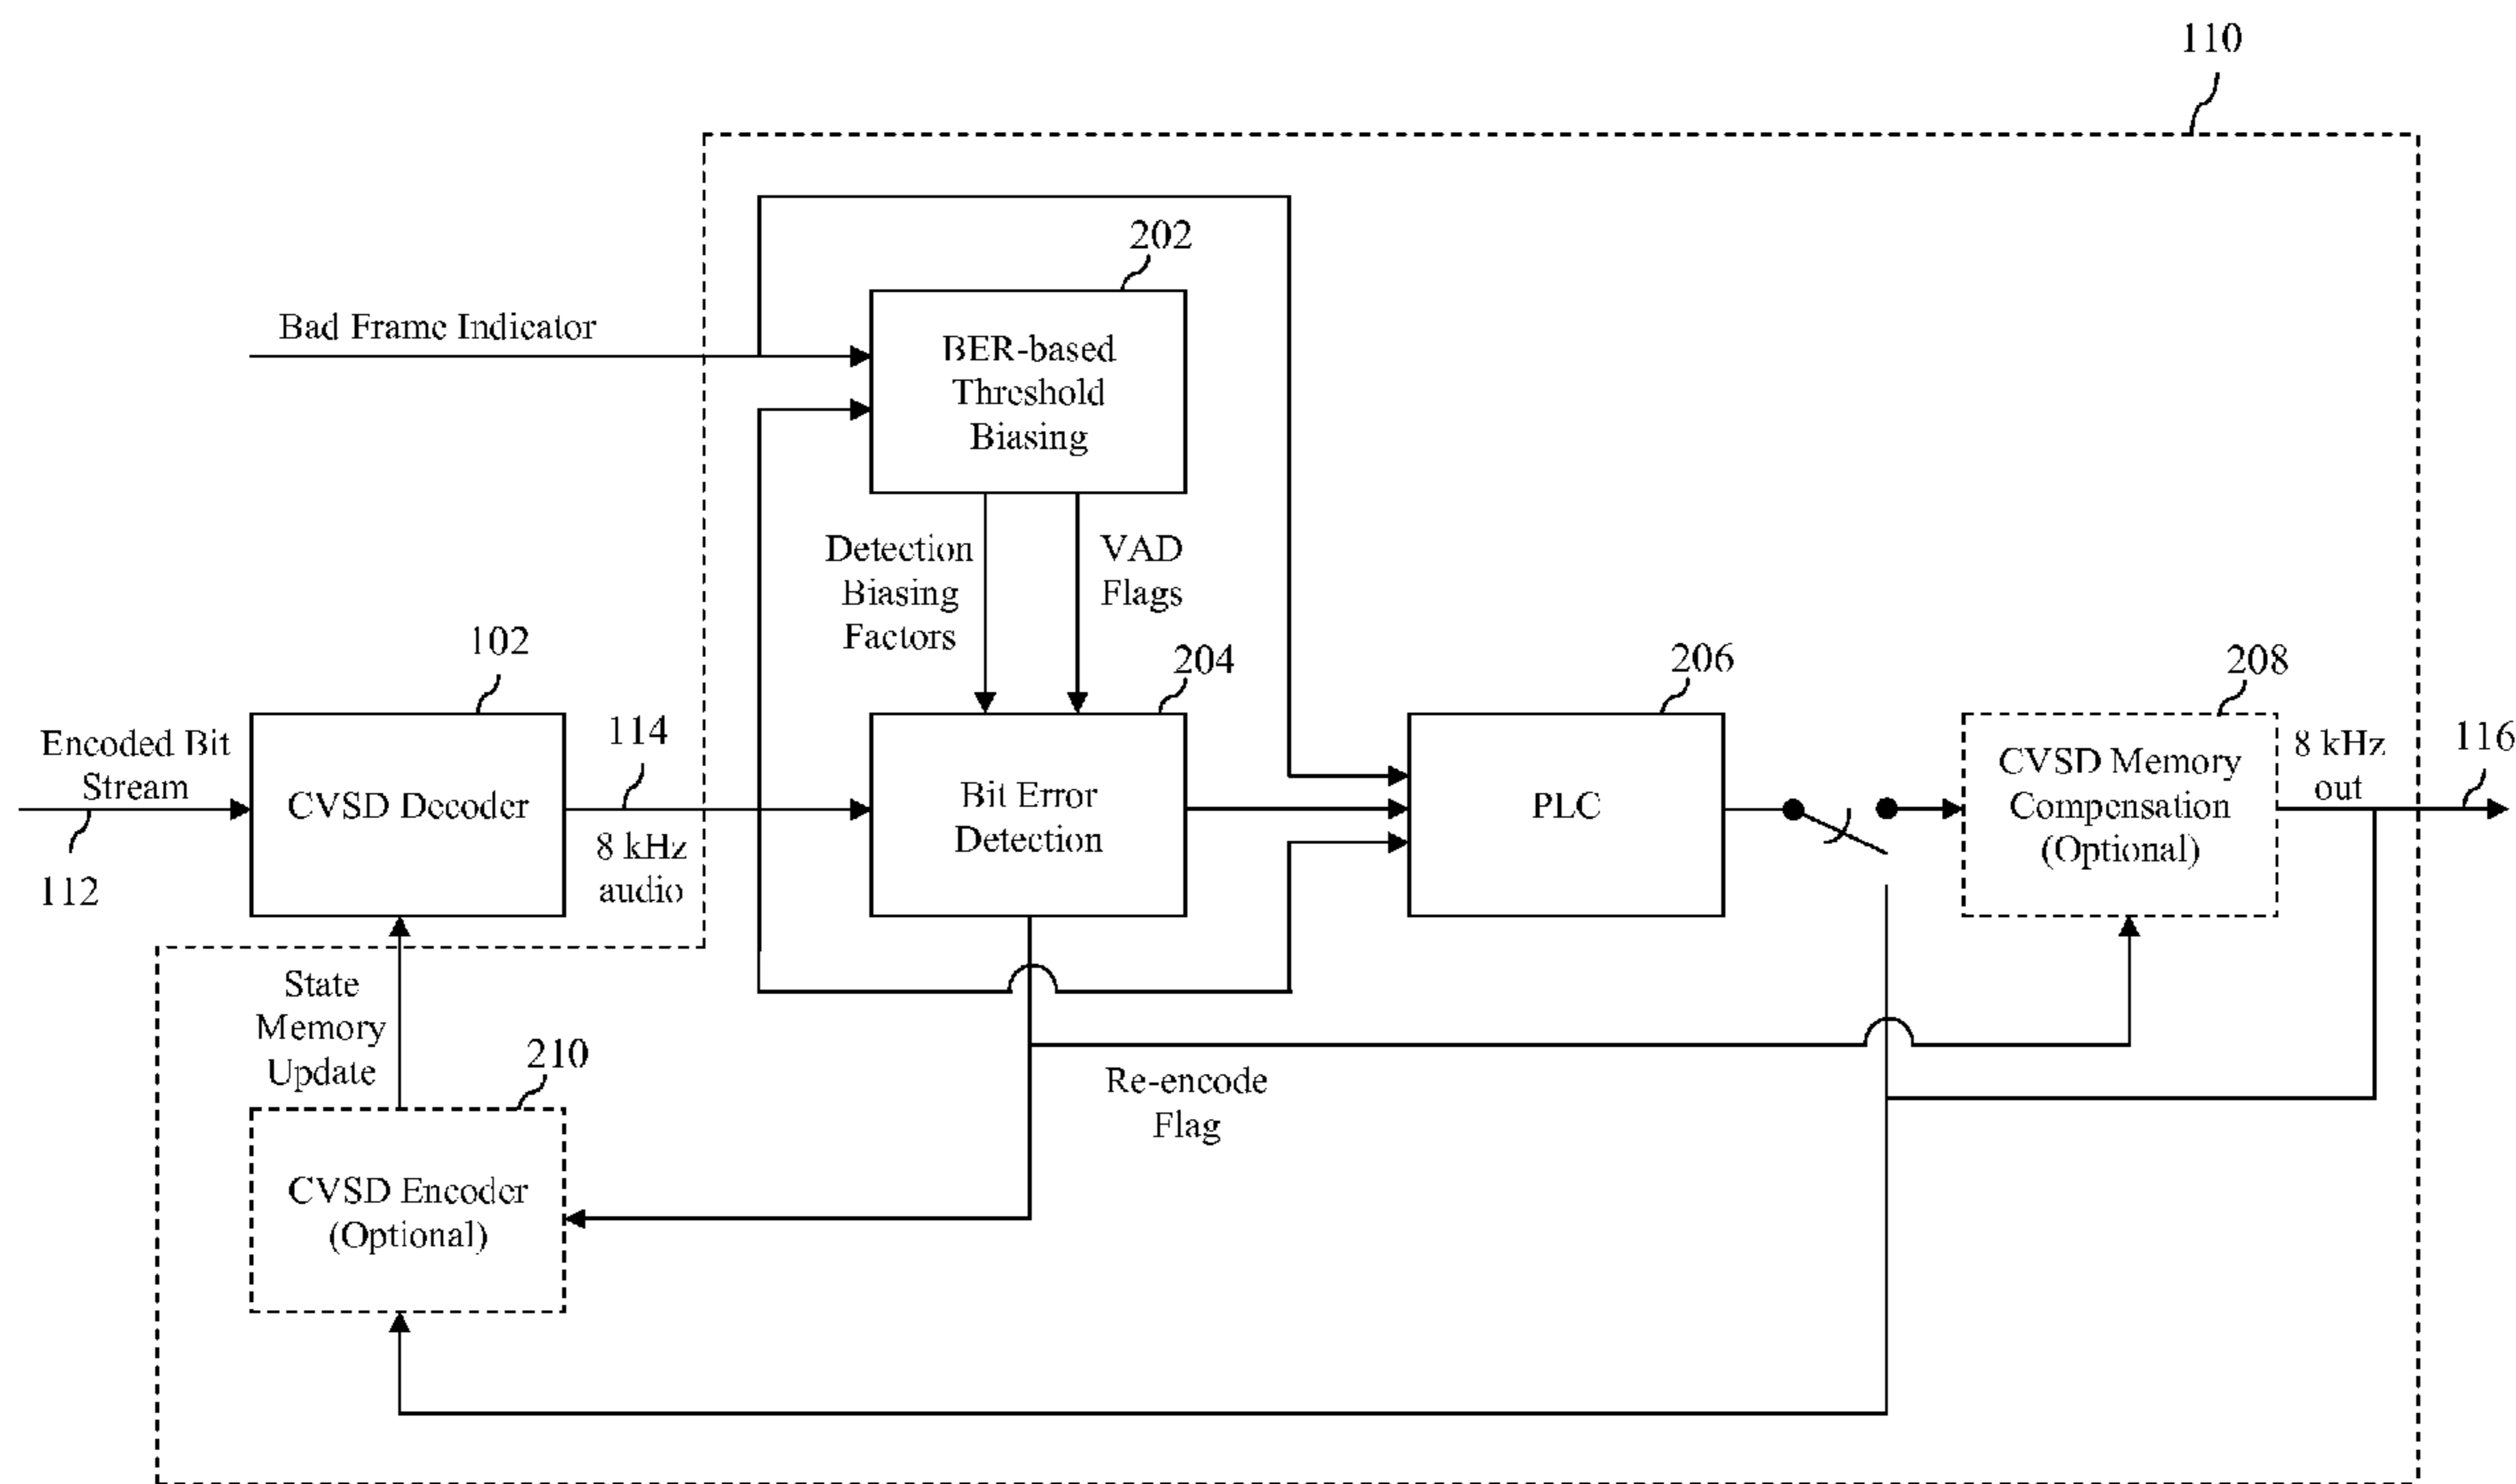 110
202
Bad Frame Indicator
BER-based
Threshold
Biasing
Detection
Biasing
Factors
VAD
Flags
102
204
206
208
Encoded Bit
Stream
114
8 kHz
out
116
CVSD Decoder
Bit Error
Detection
PLC
CVSD Memory
Compensation
(Optional)
112
8 kHz
audio
State
Memory
Update
210
Re-encode
Flag
CVSD Encoder
(Optional)